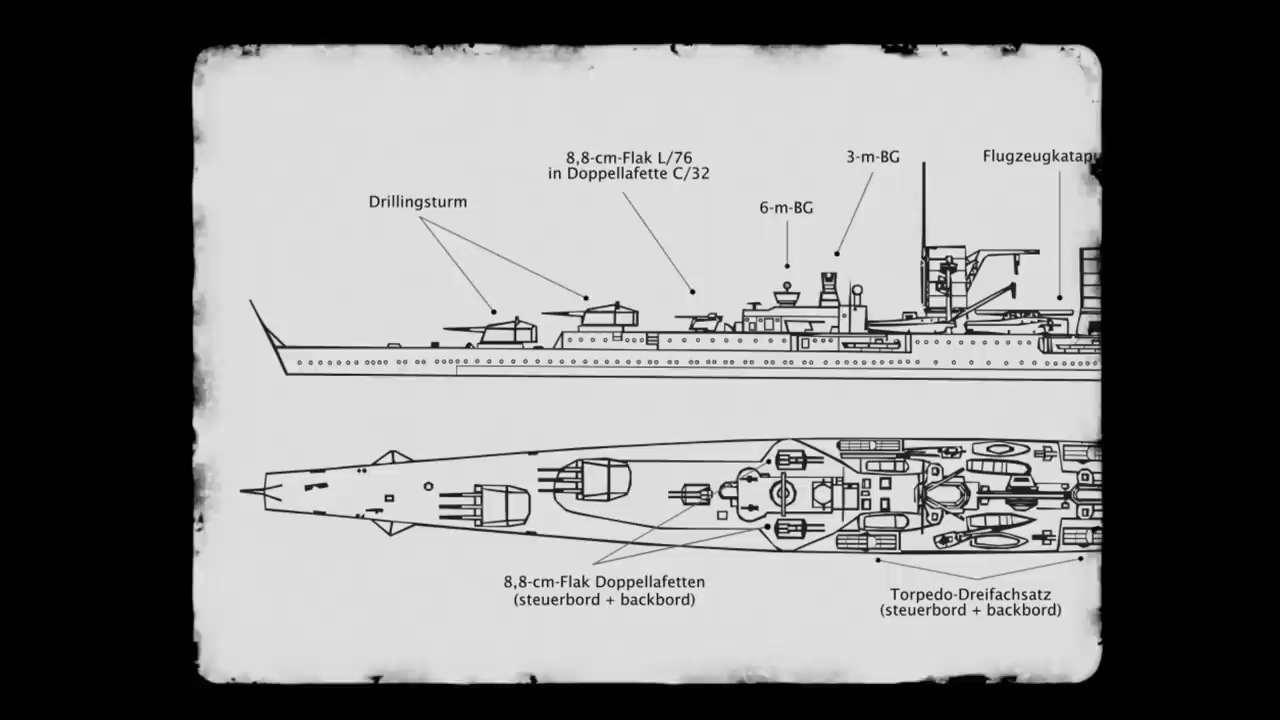 8,8-cm-Flak L/76
in Doppellafette C/32
3-m-BG
Drillingsturm
6-m-BG
8,8-cm-Flak Doppellafetten
(steuerbord + backbord)
Torpedo-Dreifachsatz
(steuerbord + backbord)